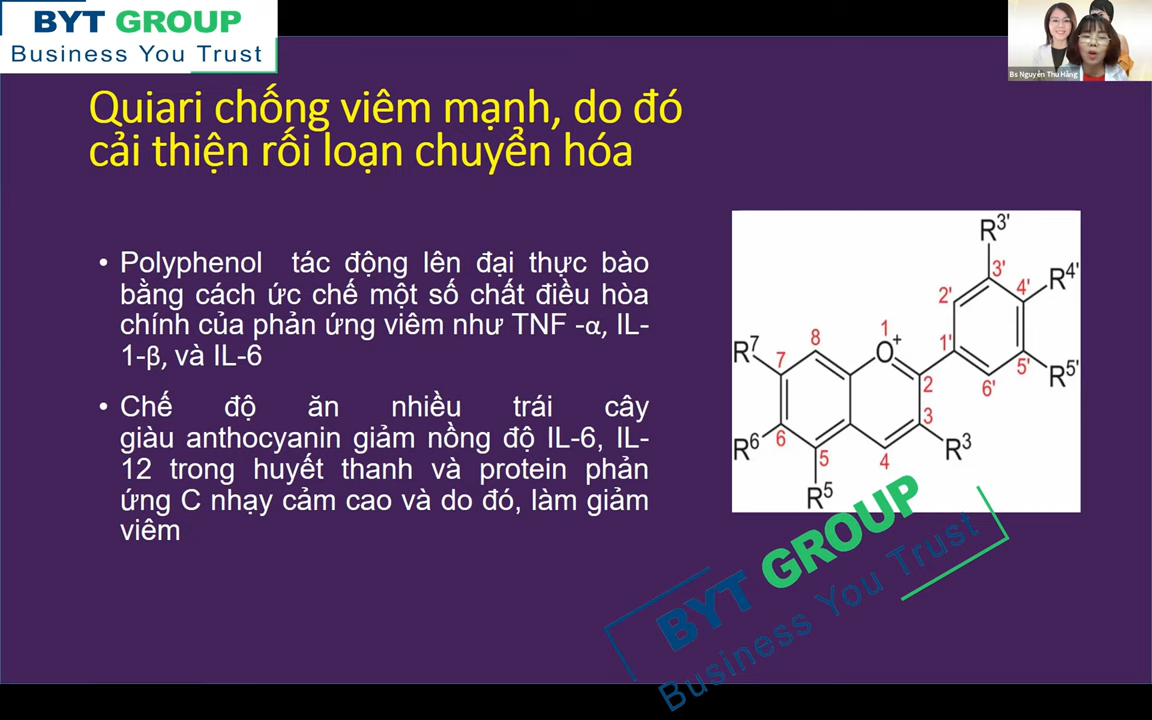 BYT GROUP
Business You Trust
Bs Nguyễn Thu Hằng
Quiari chống viêm mạnh, do đó
cải thiện rối loạn chuyển hóa
• Polyphenol tác động lên đại thực bào
bằng cách ức chế một số chất điều hòa
chính của phản ứng viêm như TNF -α, IL-
1-β, và IL-6
• Chế độ ăn nhiều trái cây
giàu anthocyanin giảm nồng độ IL-6, IL-
12 trong huyết thanh và protein phản
ứng C nhạy cảm cao và do đó, làm giảm
viêm
R3'
3'
R4'
4'
2'
1
O+
8
1'
R7
7
5'
R5'
2
6'
3
R6
6
R3
5
4
R5
BYT GROUP
Business You Trust